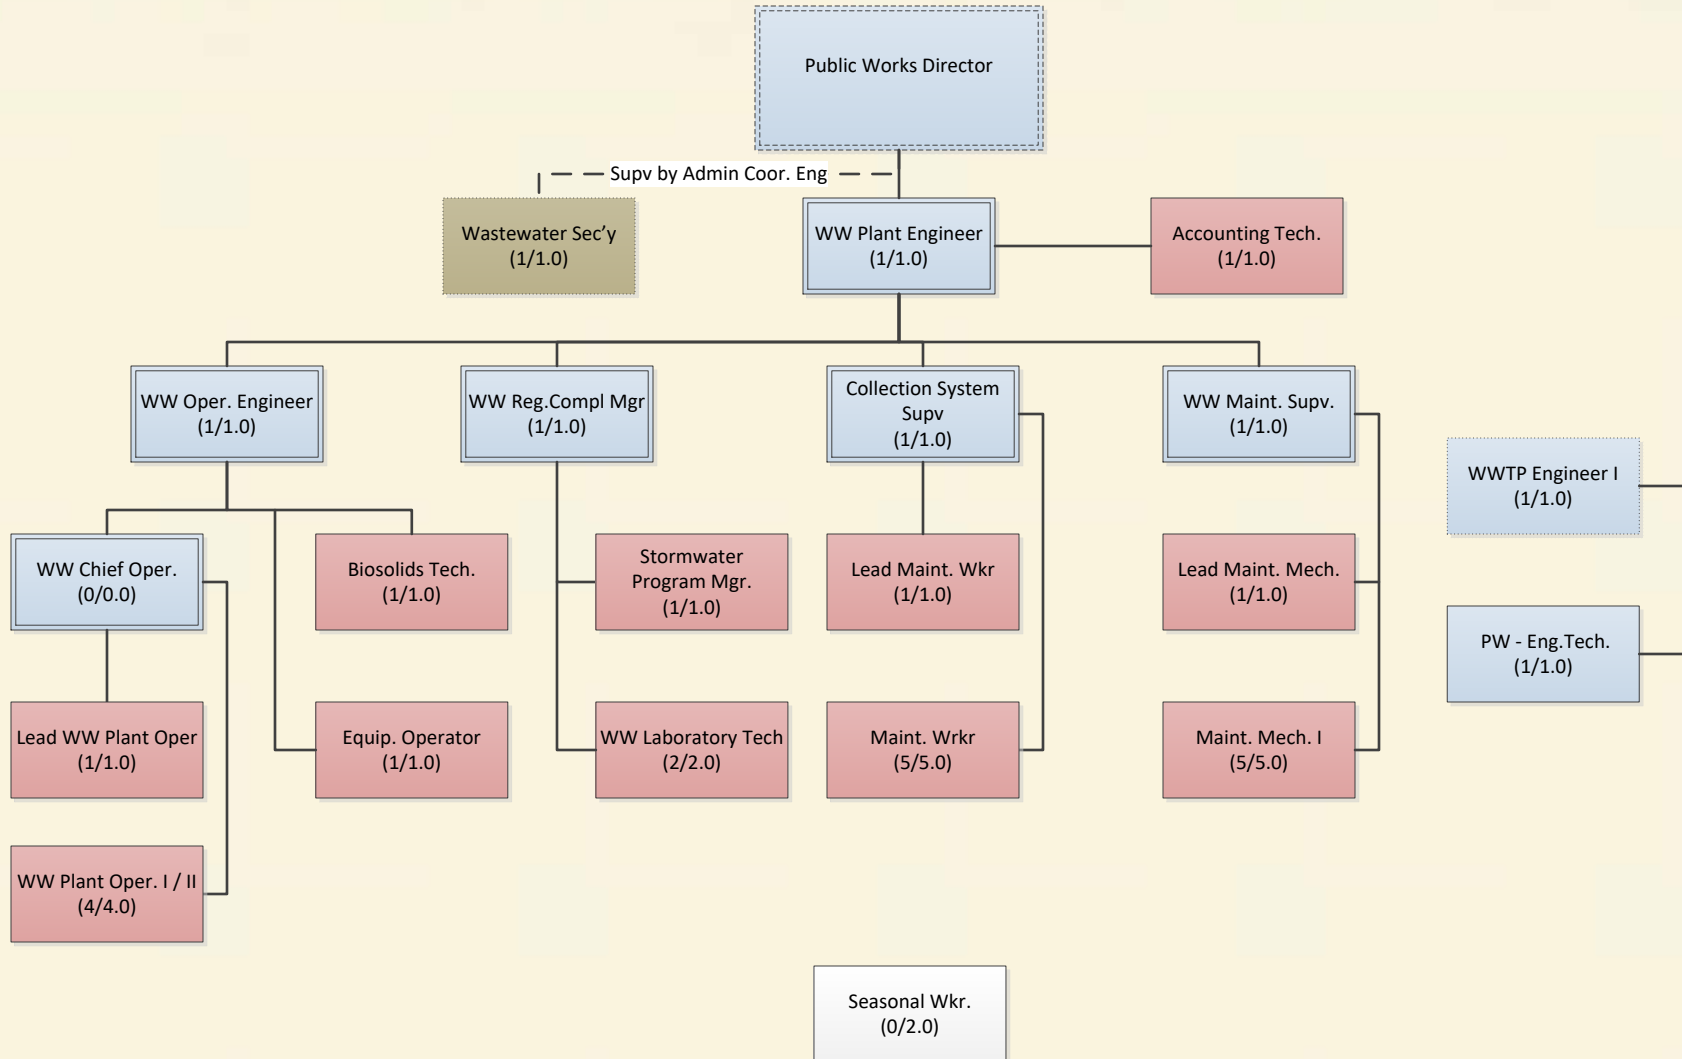 Public Works Director
Supv by Admin Coor. Eng
Wastewater Sec’y
(1/1.0)
WW Plant Engineer
(1/1.0)
Accounting Tech.
(1/1.0)
WW Oper. Engineer
(1/1.0)
WW Reg.Compl Mgr
(1/1.0)
Collection System
Supv
(1/1.0)
WW Maint. Supv.
(1/1.0)
WWTP Engineer I
(1/1.0)
WW Chief Oper.
(0/0.0)
Biosolids Tech.
(1/1.0)
Stormwater
Program Mgr.
(1/1.0)
Lead Maint. Wkr
(1/1.0)
Lead Maint. Mech.
(1/1.0)
PW - Eng.Tech.
(1/1.0)
Lead WW Plant Oper
(1/1.0)
Equip. Operator
(1/1.0)
WW Laboratory Tech
(2/2.0)
Maint. Wrkr
(5/5.0)
Maint. Mech. I
(5/5.0)
WW Plant Oper. I / II
(4/4.0)
Seasonal Wkr.
(0/2.0)